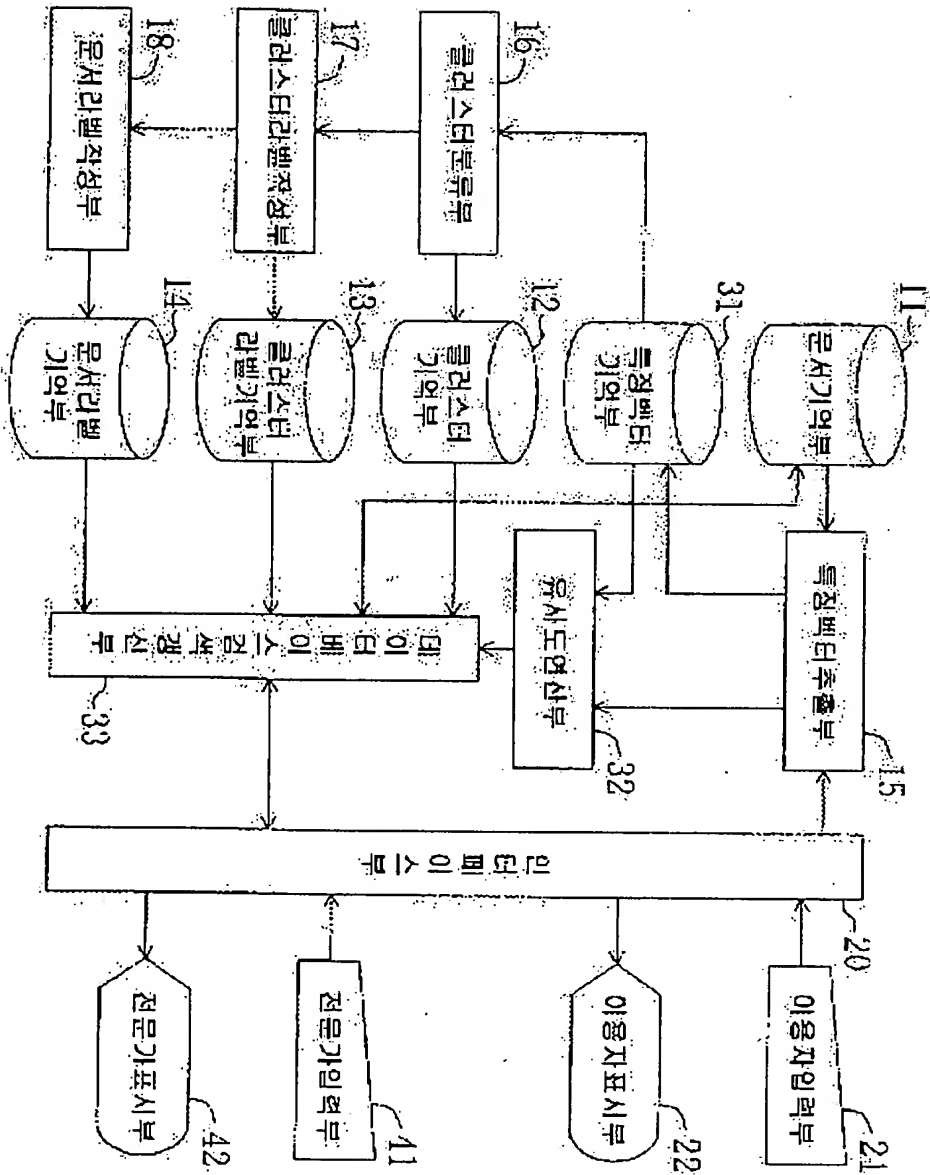 11
문서기억부
15
특징벡터추출부
20
인터페이스부
21
이용자입력부
31
특징벡터
기억부
32
유사도연산부
22
이용자표시부
16
클러스터분류부
12
클러스터
기억부
33
데이터베이스검색갱신부
17
클러스터라벨작성부
13
클러스터
라벨기억부
41
전문가입력부
18
문서라벨작성부
14
문서라벨
기억부
42
전문가표시부